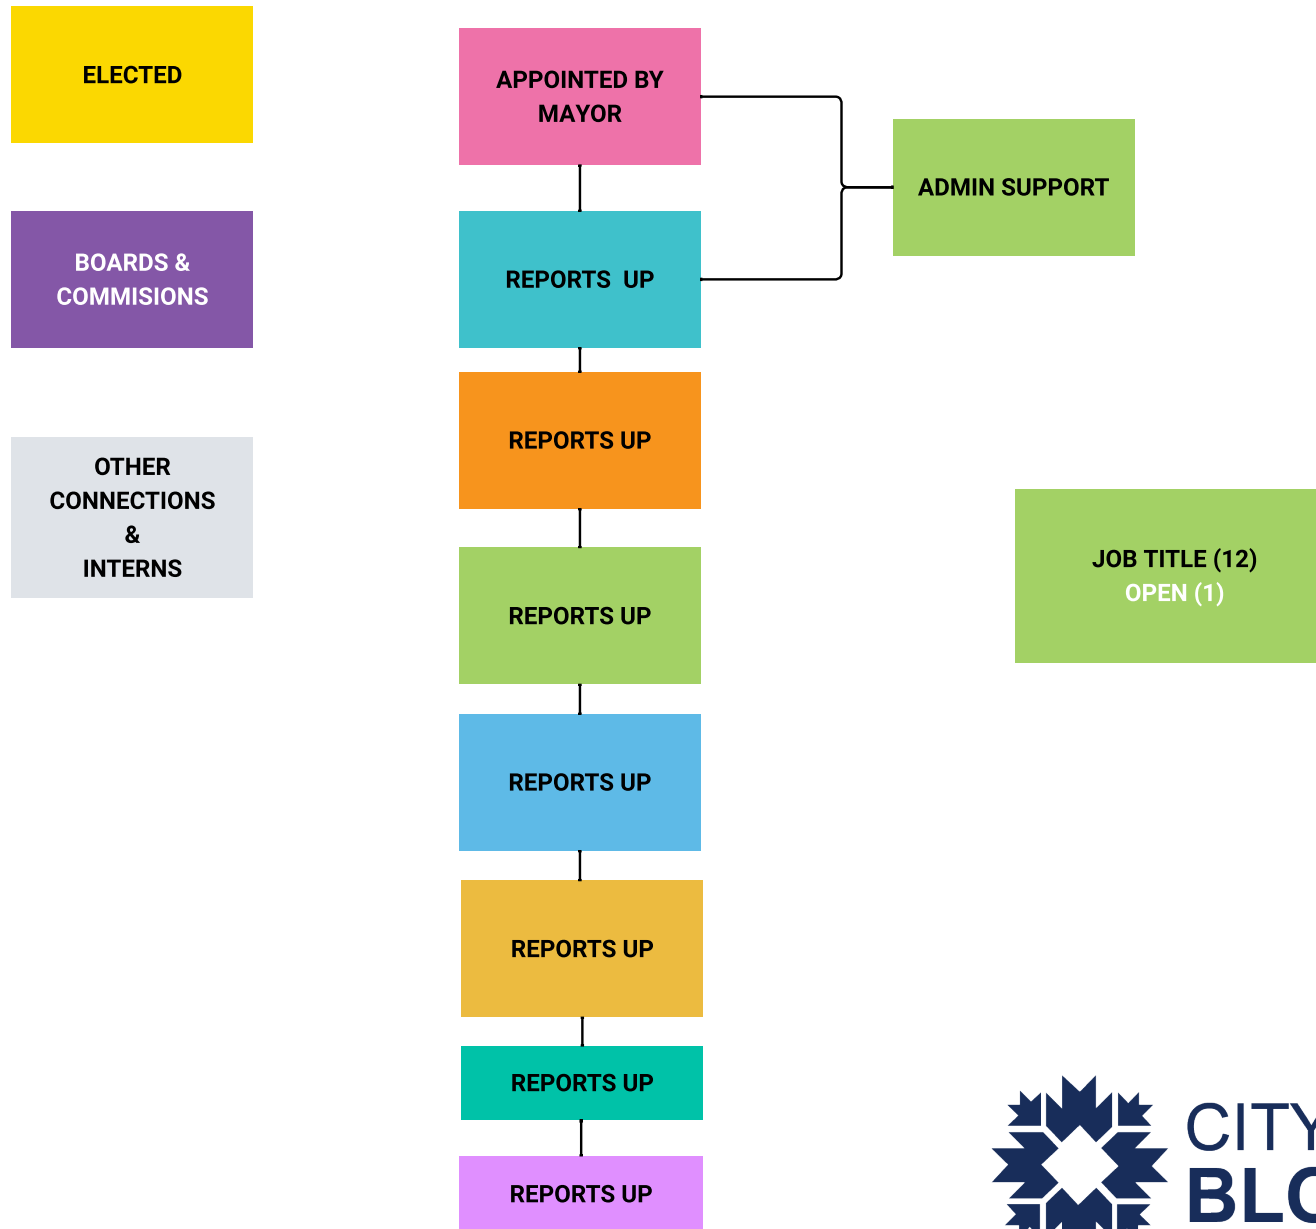 ELECTED
APPOINTED BY
MAYOR
ADMIN SUPPORT
BOARDS &
COMMISIONS
REPORTS  UP
REPORTS UP
OTHER
CONNECTIONS
&
INTERNS
JOB TITLE (12)
OPEN (1)
REPORTS UP
REPORTS UP
REPORTS UP
REPORTS UP
REPORTS UP
CITY